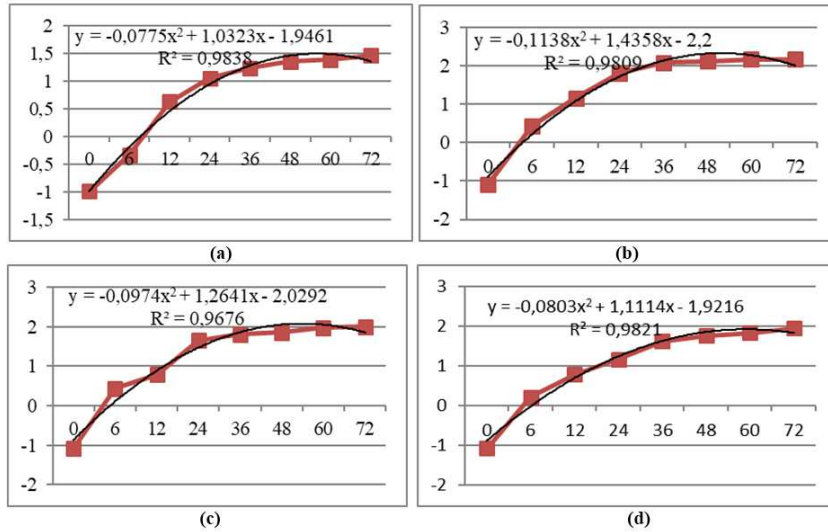 y = -0,0775x² + 1,0323x - 1,9461
R² = 0,9838
2
1,5
1
0,5
0
-0,5
-1
-1,5
0 6 12 24 36 48 60 72
(a)
y = -0,1138x² + 1,4358x - 2,2
R² = 0,9809
3
2
1
0
-1
-2
0 6 12 24 36 48 60 72
(b)
y = -0,0974x² + 1,2641x - 2,0292
R² = 0,9676
3
2
1
0
-1
-2
0 6 12 24 36 48 60 72
(c)
y = -0,0803x² + 1,1114x - 1,9216
R² = 0,9821
3
2
1
0
-1
-2
0 6 12 24 36 48 60 72
(d)